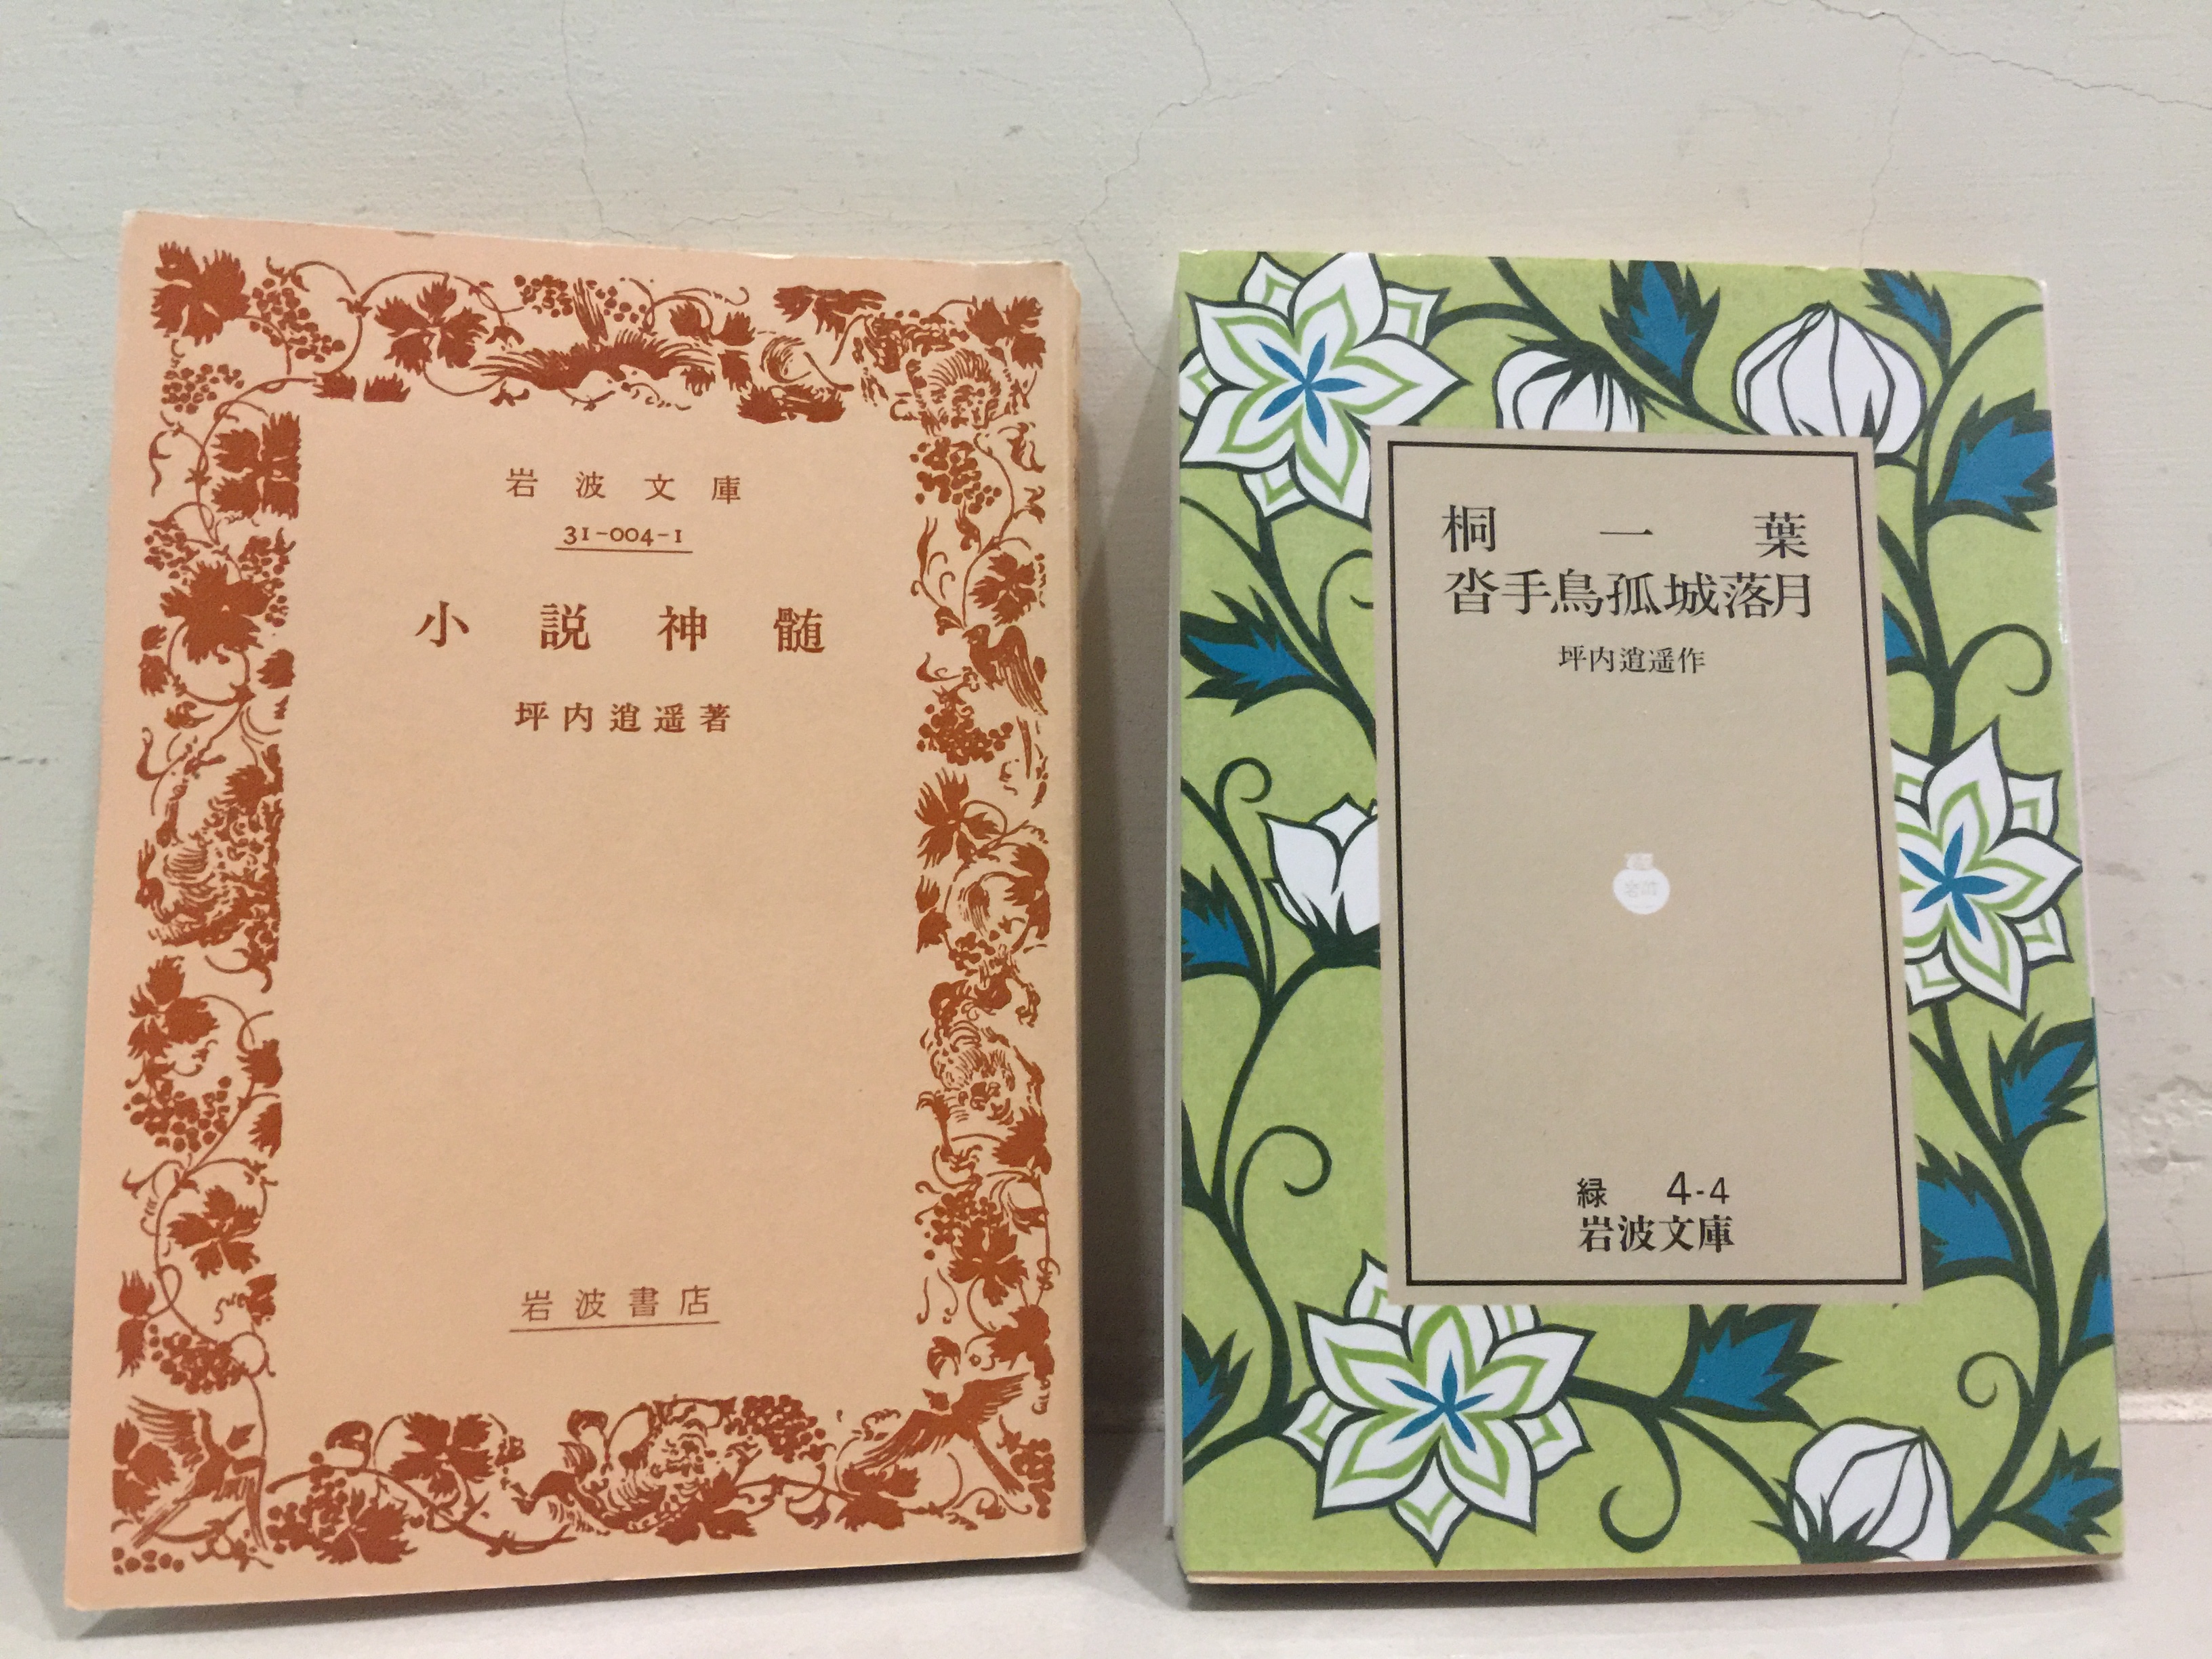 岩波文庫
31-004-1
小説神髄
坪内逍遥著
岩波書店
桐一葉
沓手鳥孤城落月
坪内逍遥作
緑 4-4
岩波文庫